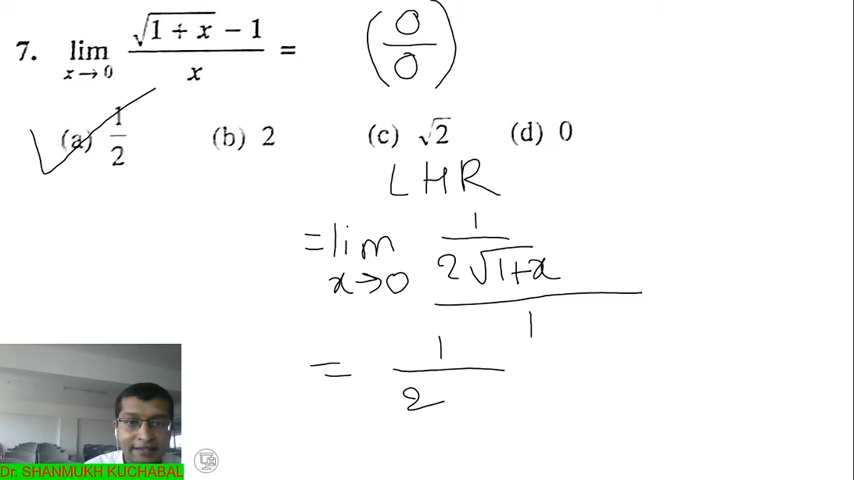 7. lim x→0 (√(1 + x) − 1)/x = (0/0)
(a) 1/2 (b) 2 (c) √2 (d) 0
LHR
= lim x→0 (1/(2√(1+x)))/1
= 1/2
Dr. SHANMUKH KUCHABAL